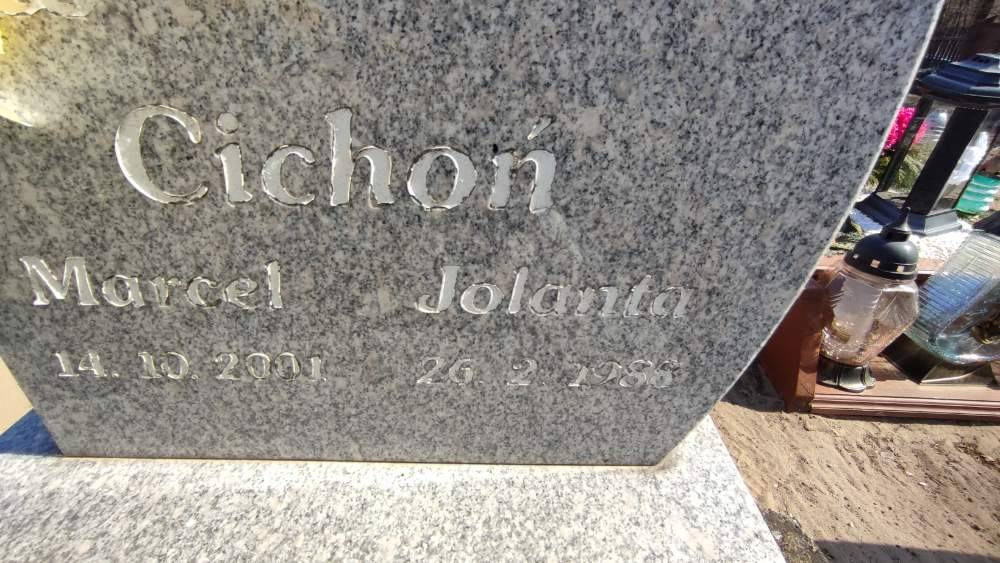 Cichoń
Marcel Jolanta
14. 10. 2001 26. 2. 1986